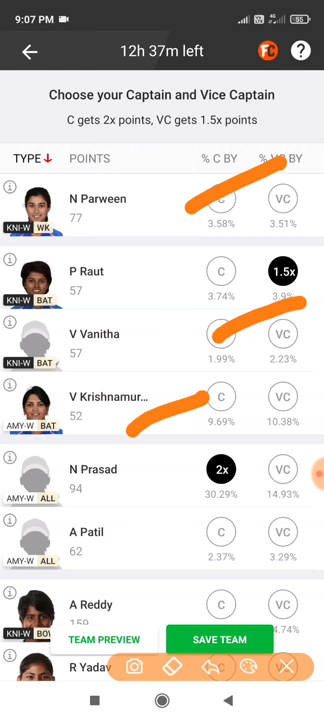 9:07 PM
4G
55
12h 37m left
FC
?
Choose your Captain and Vice Captain
C gets 2x points, VC gets 1.5x points
TYPE POINTS % C BY % VC BY
i
N Parween
77
C
VC
KNI-W WK
3.58%
3.51%
i
P Raut
57
C
1.5x
KNI-W BAT
3.74%
3.9%
i
V Vanitha
57
VC
KNI-W BAT
1.99%
2.23%
i
V Krishnamur...
52
C
VC
AMY-W BAT
9.69%
10.38%
i
N Prasad
94
2x
VC
AMY-W ALL
30.29%
14.93%
i
A Patil
62
C
VC
AMY-W ALL
2.37%
3.29%
i
A Reddy
C
VC
KNI-W
TEAM PREVIEW
SAVE TEAM
4.74%
i
R Yadav